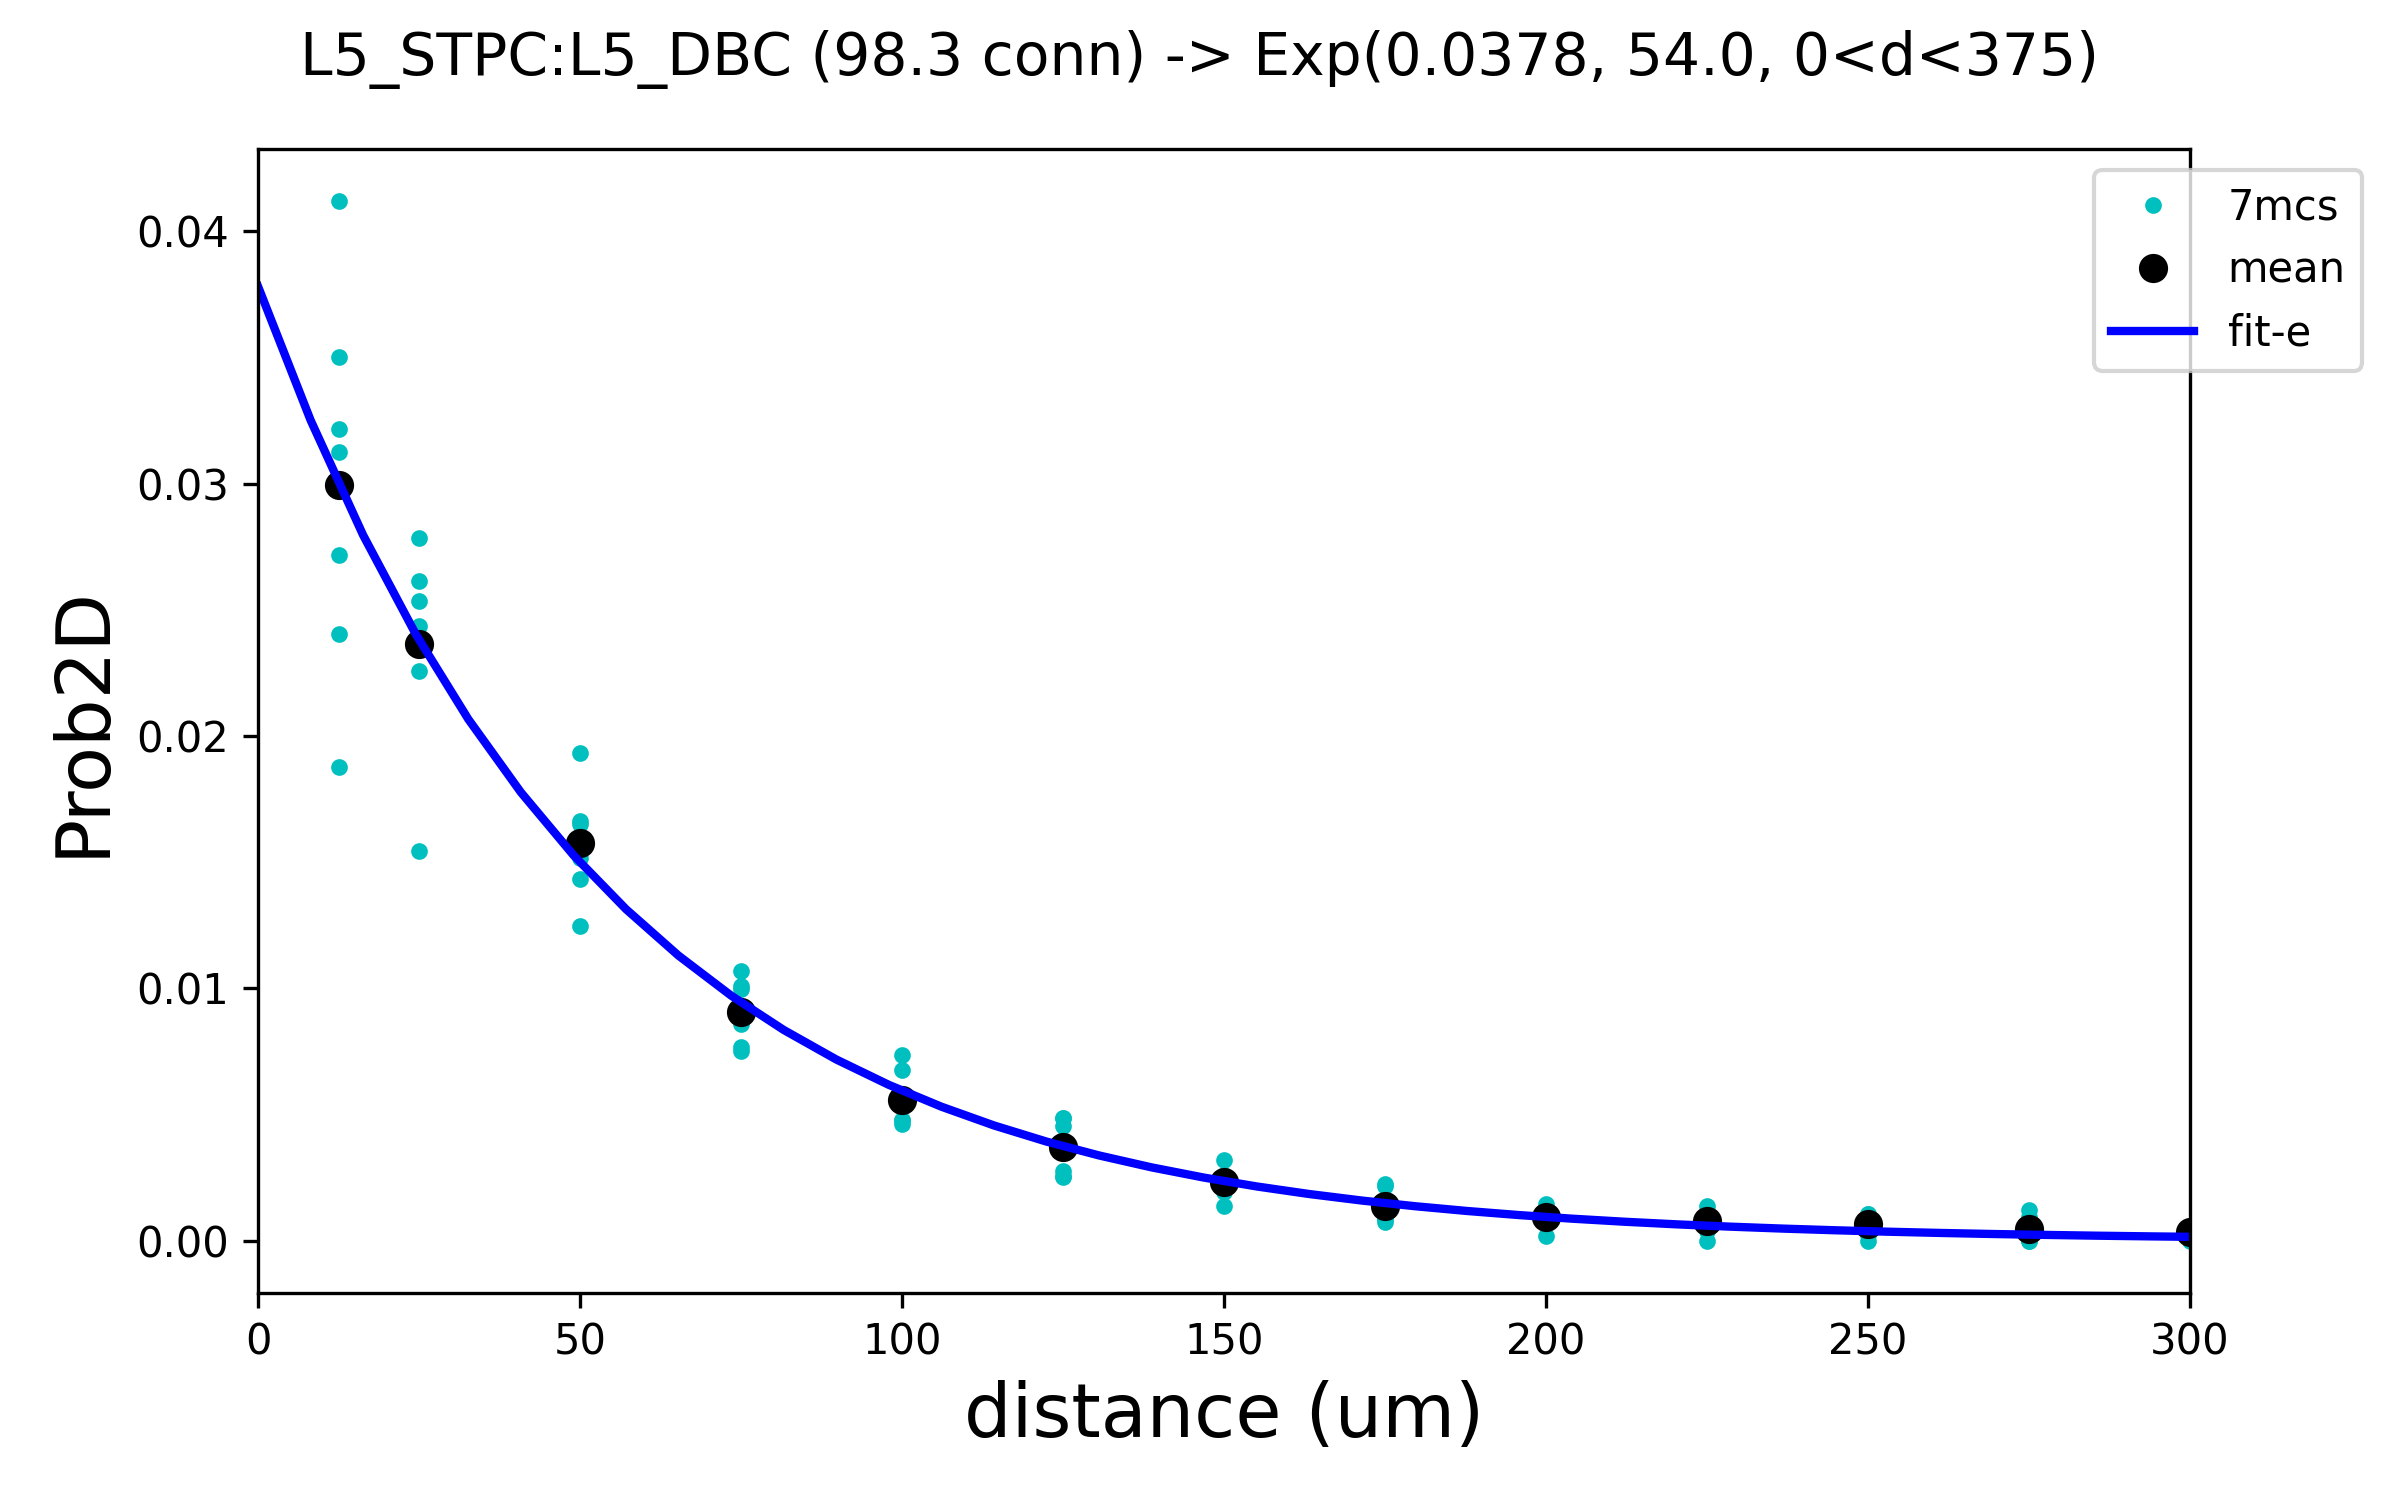 L5_STPC:L5_DBC (98.3 conn) -> Exp(0.0378, 54.0, 0<d<375)
7mcs
mean
fit-e
Prob2D
0.04
0.03
0.02
0.01
0.00
0
50
100
150
200
250
300
distance (um)